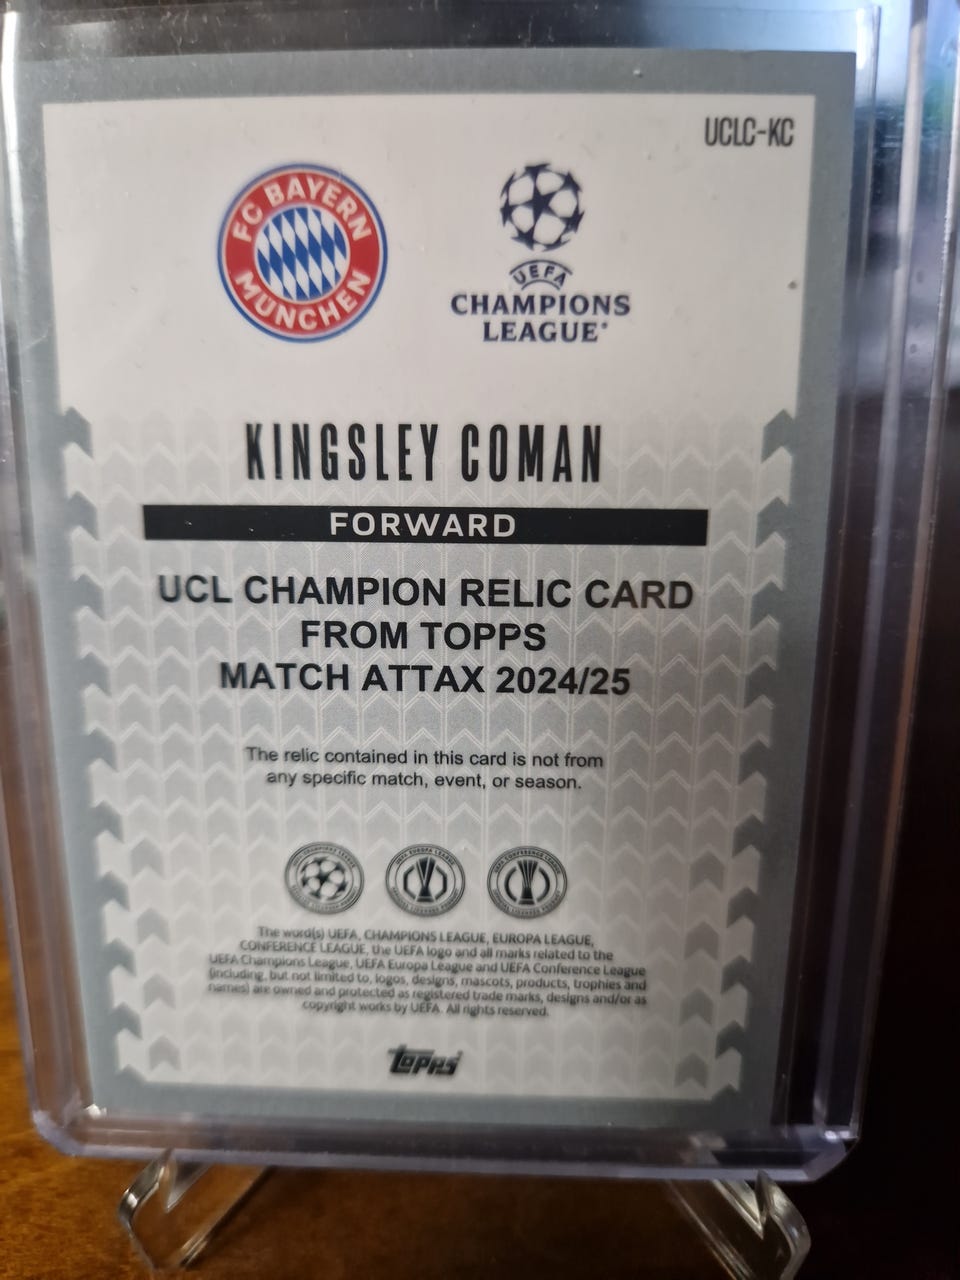 UCLC-KC
FC BAYERN
MÜNCHEN
UEFA
CHAMPIONS
LEAGUE®
KINGSLEY COMAN
FORWARD
UCL CHAMPION RELIC CARD
FROM TOPPS
MATCH ATTAX 2024/25
The relic contained in this card is not from
any specific match, event, or season.
The word(s) UEFA, CHAMPIONS LEAGUE, EUROPA LEAGUE,
CONFERENCE LEAGUE, the UEFA logo and all marks related to the
UEFA Champions League, UEFA Europa League and UEFA Conference League
(including, but not limited to, logos, designs, mascots, products, trophies and
names) are owned and protected as registered trade marks, designs and/or as
copyright works by UEFA. All rights reserved.
Topps